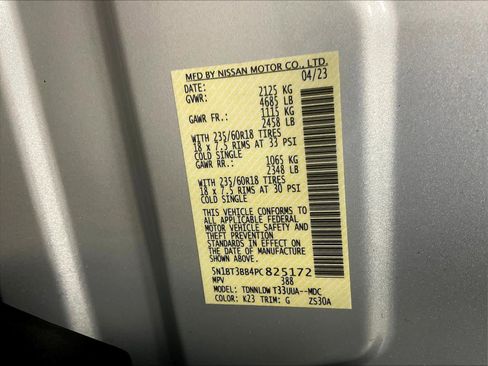 MFD BY NISSAN MOTOR CO., LTD.
DATE: 04/23
GVWR: 2125 KG
4685 LB
GAWR FR.: 1115 KG
2458 LB
WITH 235/60R18 TIRES
18 x 7.5 RIMS AT 33 PSI
COLD SINGLE
GAWR RR.: 1065 KG
2348 LB
WITH 235/60R18 TIRES
18 x 7.5 RIMS AT 30 PSI
COLD SINGLE
THIS VEHICLE CONFORMS TO
ALL APPLICABLE FEDERAL
MOTOR VEHICLE SAFETY
STANDARDS IN EFFECT ON
THE DATE OF MANUFACTURE
SHOWN ABOVE
5N1BT3BB4PC825172
MPV 388
MODEL: TDNNLDW T33UUA--MDC
COLOR: K23 TRIM: G ZS30A